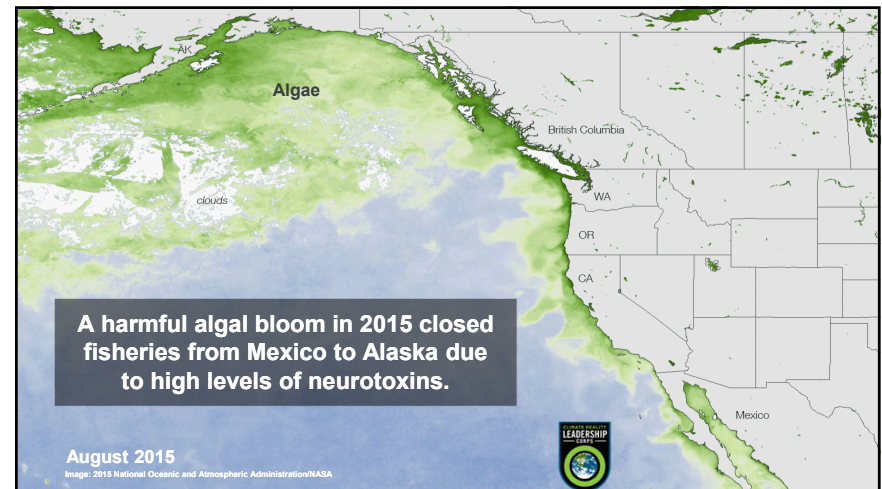 AK
Algae
British Columbia
clouds
WA
OR
CA
A harmful algal bloom in 2015 closed
fisheries from Mexico to Alaska due
to high levels of neurotoxins.
Mexico
CLIMATE REALITY
LEADERSHIP
CORPS
August 2015
Image: 2015 National Oceanic and Atmospheric Administration/NASA